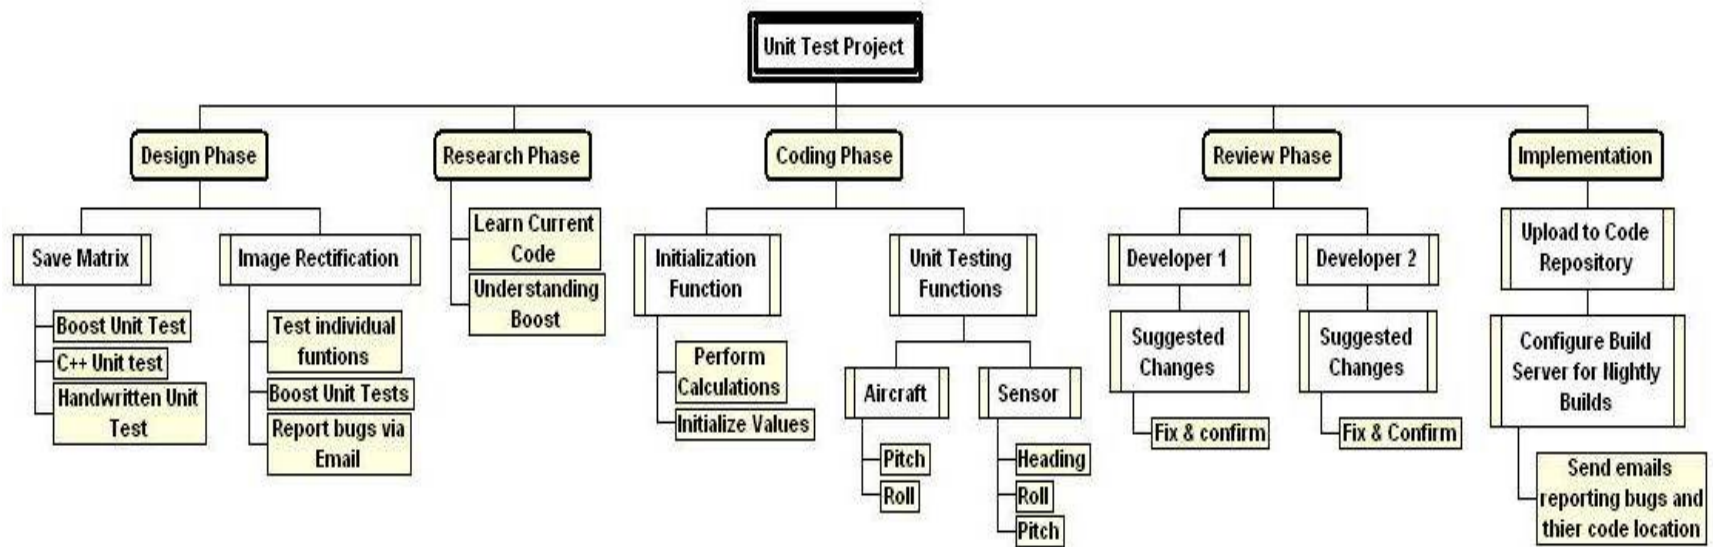 Unit Test Project
Design Phase
Research Phase
Coding Phase
Review Phase
Implementation
Save Matrix
Boost Unit Test
C++ Unit test
Handwritten Unit
Test
Image Rectification
Test individual
funtions
Boost Unit Tests
Report bugs via
Email
Learn Current
Code
Understanding
Boost
Initialization
Function
Perform
Calculations
Initialize Values
Unit Testing
Functions
Aircraft
Pitch
Roll
Sensor
Heading
Roll
Pitch
Developer 1
Suggested
Changes
Fix & confirm
Developer 2
Suggested
Changes
Fix & Confirm
Upload to Code
Repository
Configure Build
Server for Nightly
Builds
Send emails
reporting bugs and
thier code location